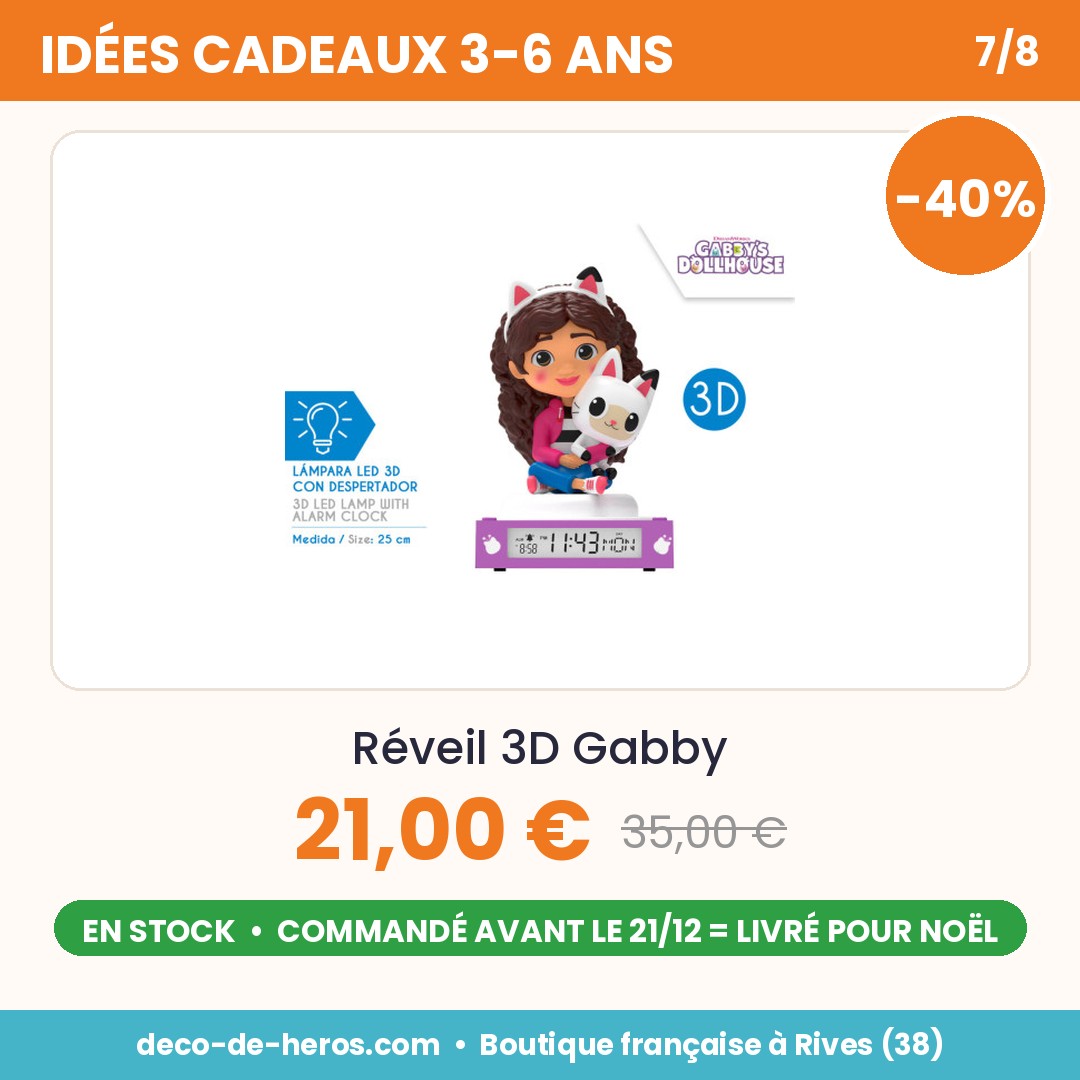 IDÉES CADEAUX 3-6 ANS
7/8
-40%
GABBY'S
DOLLHOUSE
3D
LÁMPARA LED 3D
CON DESPERTADOR
3D LED LAMP WITH
ALARM CLOCK
Medida / Size: 25 cm
8:58 11:43 MON
Réveil 3D Gabby
21,00 € 35,00 €
EN STOCK • COMMANDÉ AVANT LE 21/12 = LIVRÉ POUR NOËL
deco-de-heros.com • Boutique française à Rives (38)